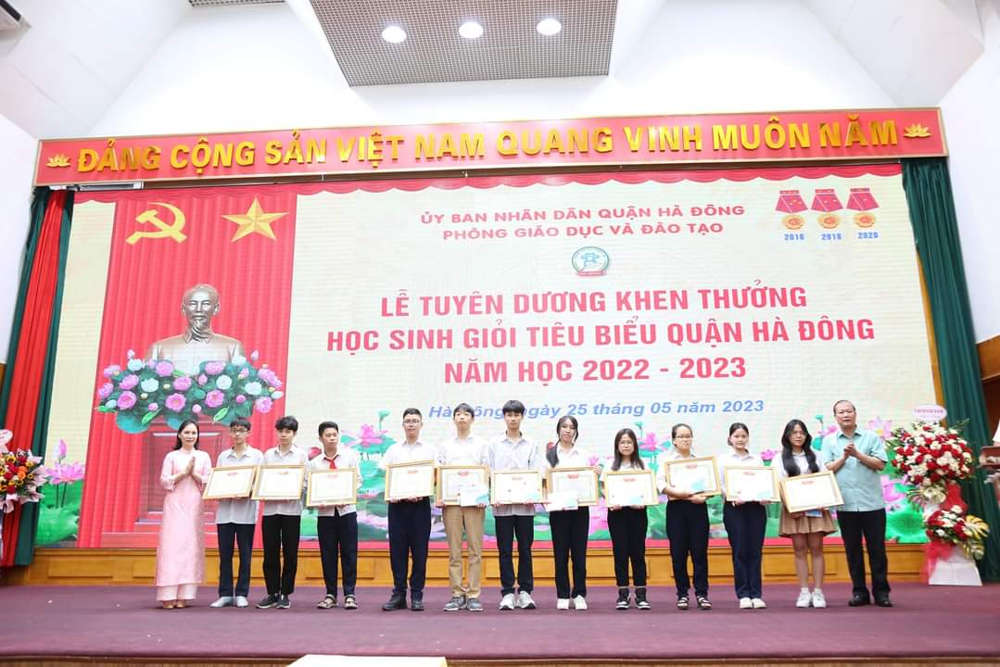 ĐẢNG CỘNG SẢN VIỆT NAM QUANG VINH MUÔN NĂM
ỦY BAN NHÂN DÂN QUẬN HÀ ĐÔNG
PHÒNG GIÁO DỤC VÀ ĐÀO TẠO
2016 2018 2020
LỄ TUYÊN DƯƠNG KHEN THƯỞNG
HỌC SINH GIỎI TIÊU BIỂU QUẬN HÀ ĐÔNG
NĂM HỌC 2022 - 2023
Hà Đông, ngày 25 tháng 05 năm 2023